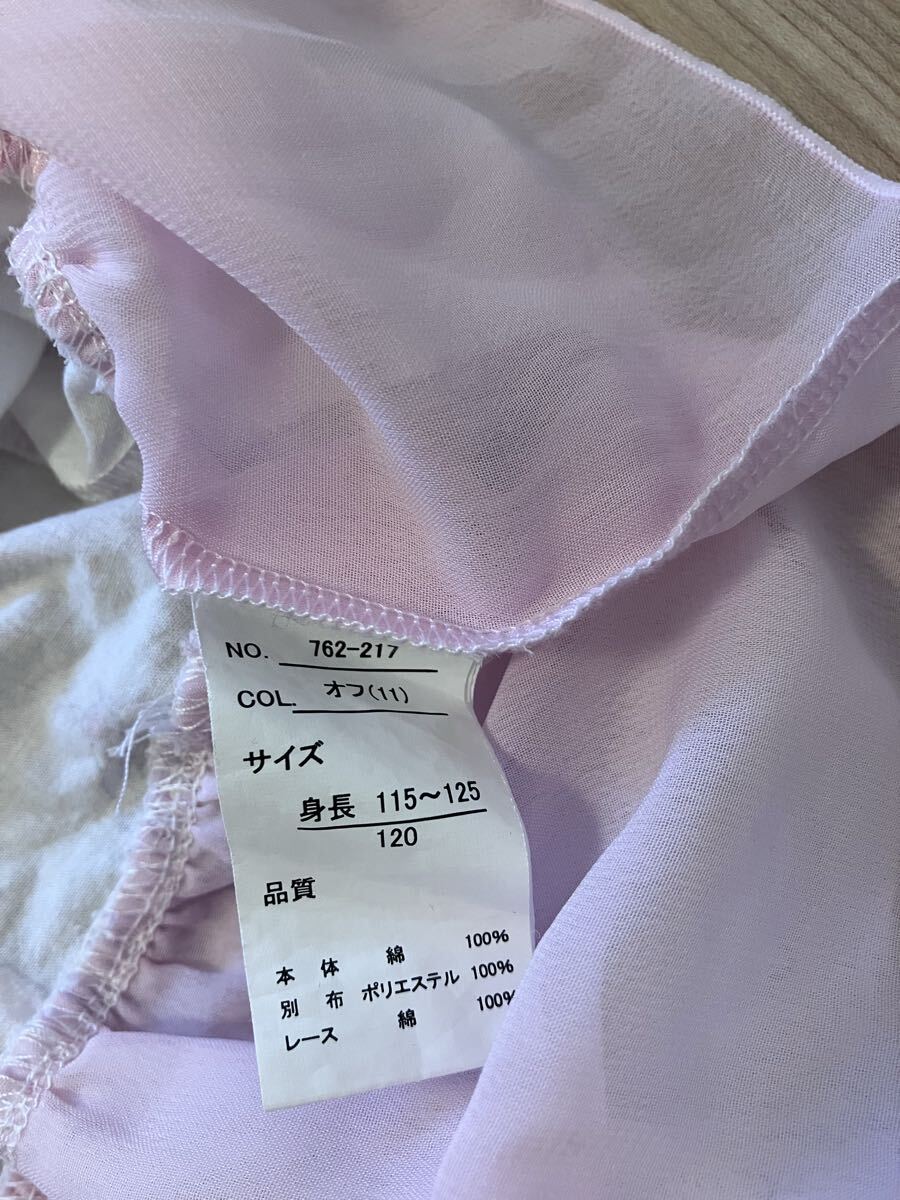 NO. 762-217
COL. オフ(11)
サイズ
身長 115〜125
120
品質
本体 綿 100%
別布 ポリエステル 100%
レース 綿 100%